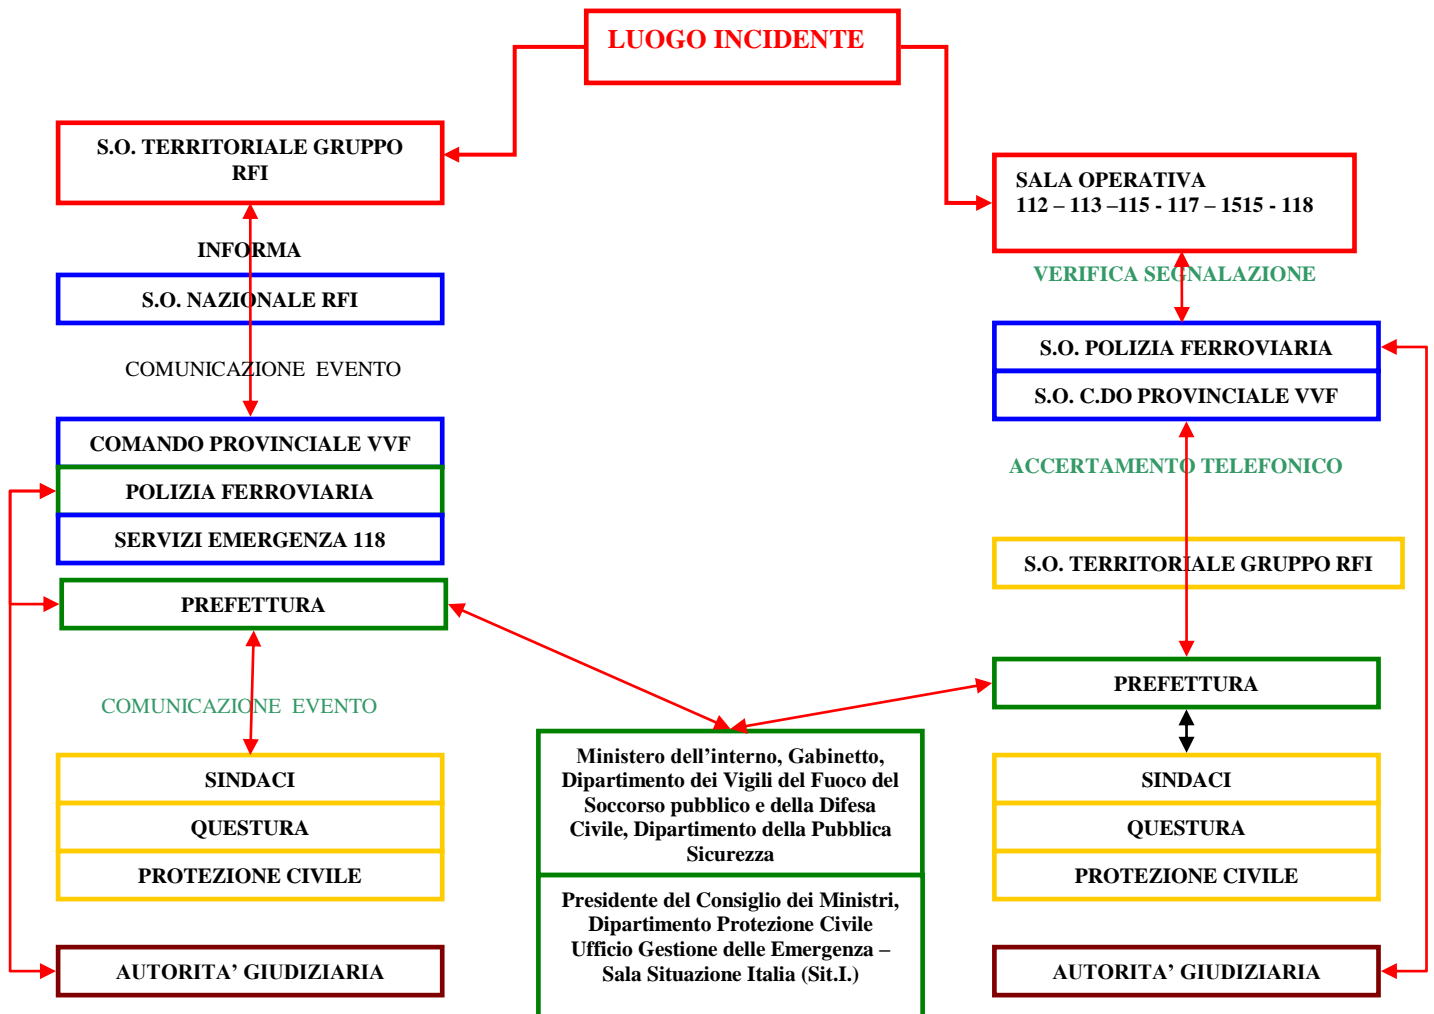 LUOGO INCIDENTE
S.O. TERRITORIALE GRUPPO
RFI
INFORMA
S.O. NAZIONALE RFI
COMUNICAZIONE EVENTO
COMANDO PROVINCIALE VVF
POLIZIA FERROVIARIA
SERVIZI EMERGENZA 118
PREFETTURA
COMUNICAZIONE EVENTO
SINDACI
QUESTURA
PROTEZIONE CIVILE
AUTORITA’ GIUDIZIARIA
Ministero dell’interno, Gabinetto,
Dipartimento dei Vigili del Fuoco del
Soccorso pubblico e della Difesa
Civile, Dipartimento della Pubblica
Sicurezza
Presidente del Consiglio dei Ministri,
Dipartimento Protezione Civile
Ufficio Gestione delle Emergenza –
Sala Situazione Italia (Sit.I.)
SALA OPERATIVA
112 – 113 –115 - 117 – 1515 - 118
VERIFICA SEGNALAZIONE
S.O. POLIZIA FERROVIARIA
S.O. C.DO PROVINCIALE VVF
ACCERTAMENTO TELEFONICO
S.O. TERRITORIALE GRUPPO RFI
PREFETTURA
SINDACI
QUESTURA
PROTEZIONE CIVILE
AUTORITA’ GIUDIZIARIA